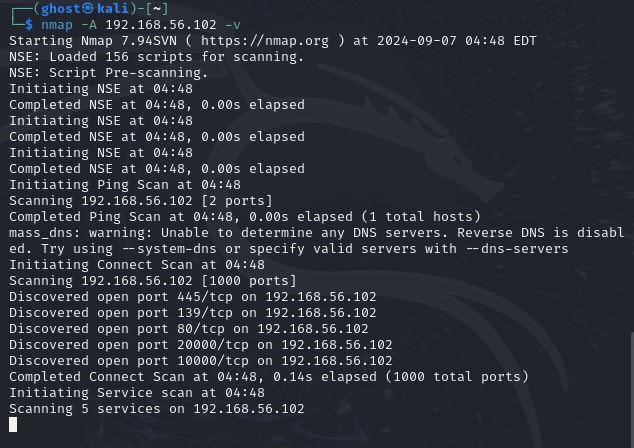 ┌──(ghost㉿kali)-[~]
└─$ nmap -A 192.168.56.102 -v
Starting Nmap 7.94SVN ( https://nmap.org ) at 2024-09-07 04:48 EDT
NSE: Loaded 156 scripts for scanning.
NSE: Script Pre-scanning.
Initiating NSE at 04:48
Completed NSE at 04:48, 0.00s elapsed
Initiating NSE at 04:48
Completed NSE at 04:48, 0.00s elapsed
Initiating NSE at 04:48
Completed NSE at 04:48, 0.00s elapsed
Initiating Ping Scan at 04:48
Scanning 192.168.56.102 [2 ports]
Completed Ping Scan at 04:48, 0.00s elapsed (1 total hosts)
mass_dns: warning: Unable to determine any DNS servers. Reverse DNS is disabl
ed. Try using --system-dns or specify valid servers with --dns-servers
Initiating Connect Scan at 04:48
Scanning 192.168.56.102 [1000 ports]
Discovered open port 445/tcp on 192.168.56.102
Discovered open port 139/tcp on 192.168.56.102
Discovered open port 80/tcp on 192.168.56.102
Discovered open port 20000/tcp on 192.168.56.102
Discovered open port 10000/tcp on 192.168.56.102
Completed Connect Scan at 04:48, 0.14s elapsed (1000 total ports)
Initiating Service scan at 04:48
Scanning 5 services on 192.168.56.102